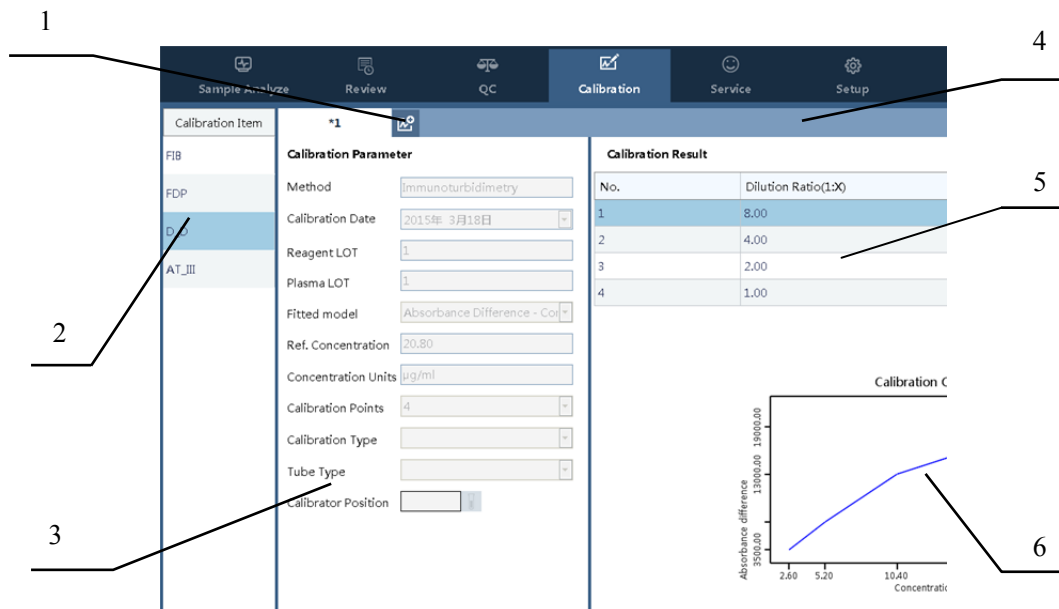 1
4
Sample Analyze Review QC Calibration Service Setup
Calibration Item *1
FIB Calibration Parameter Calibration Result
Method Immunoturbidimetry No. Dilution Ratio(1:X) 5
FDP
2 Calibration Date 2015年 3月18日 1 8.00
D_D
Reagent LOT 1 2 4.00
AT_III
Plasma LOT 1 3 2.00
4 1.00
Fitted model Absorbance Difference - Cor
Ref. Concentration 20.80
Concentration Units µg/ml
Calibration
Calibration Points 4
Calibration Type
Tube Type
Calibrator Position
3
6
Absorbance difference
19000.00
13000.00
3500.00
2.60 5.20 10.40
Concentratio